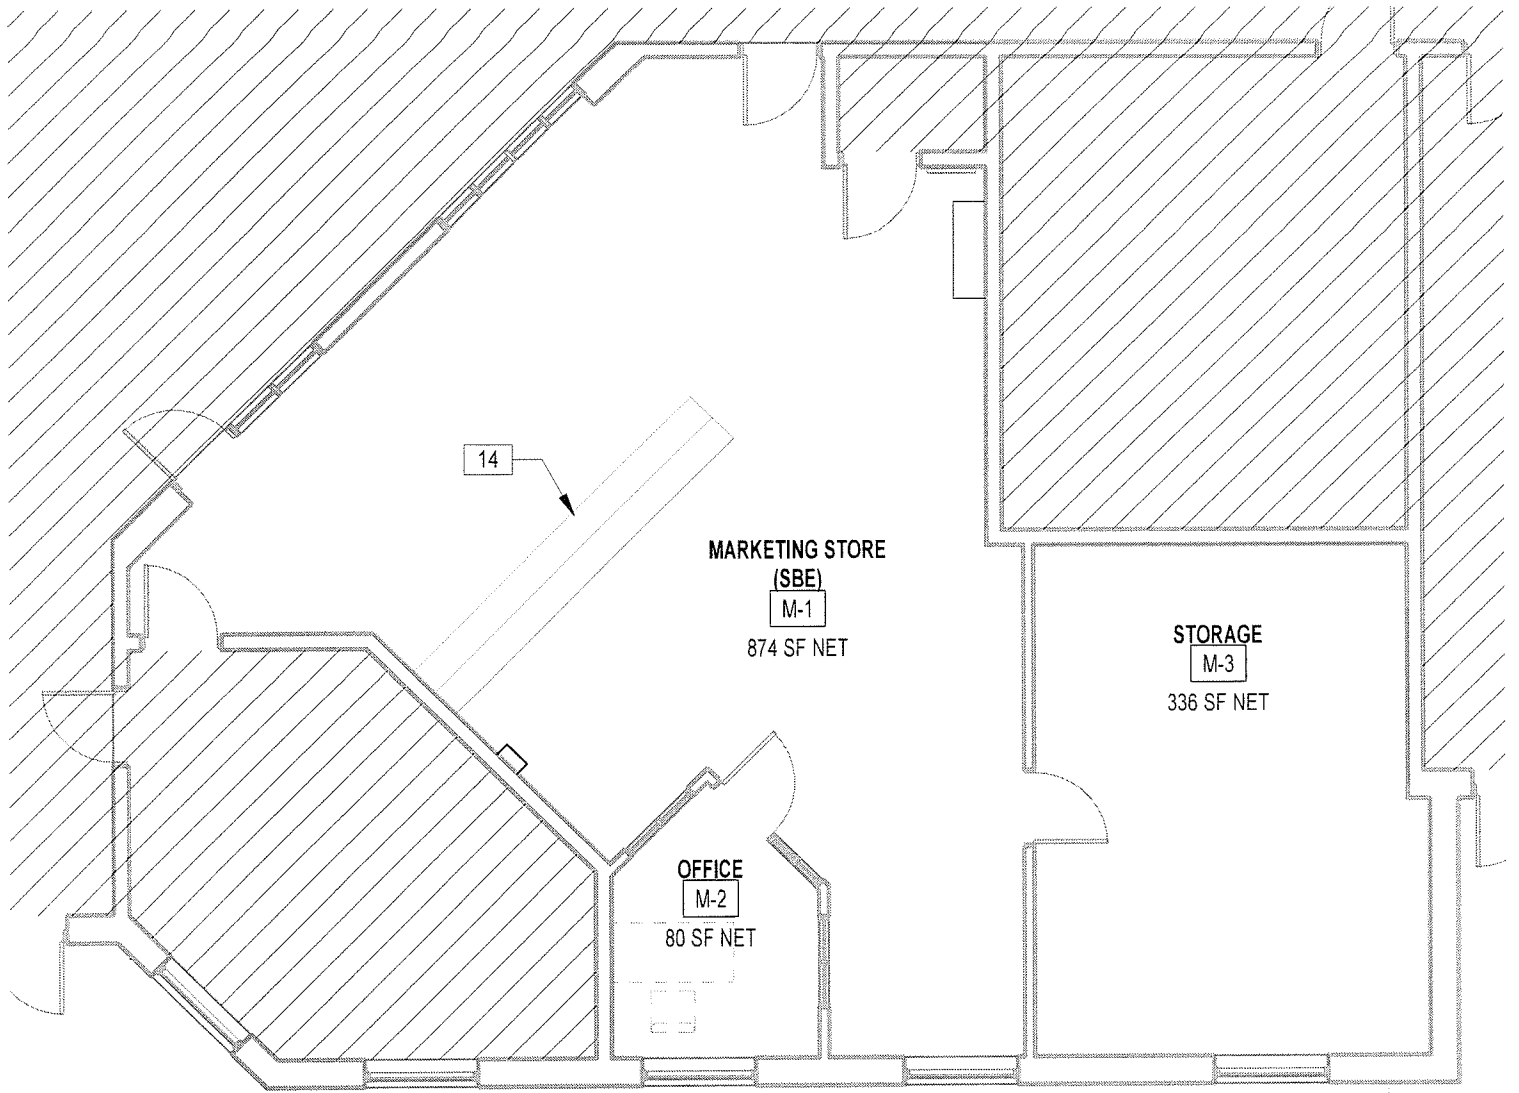 14
MARKETING STORE
(SBE)
M-1
874 SF NET
STORAGE
M-3
336 SF NET
OFFICE
M-2
80 SF NET